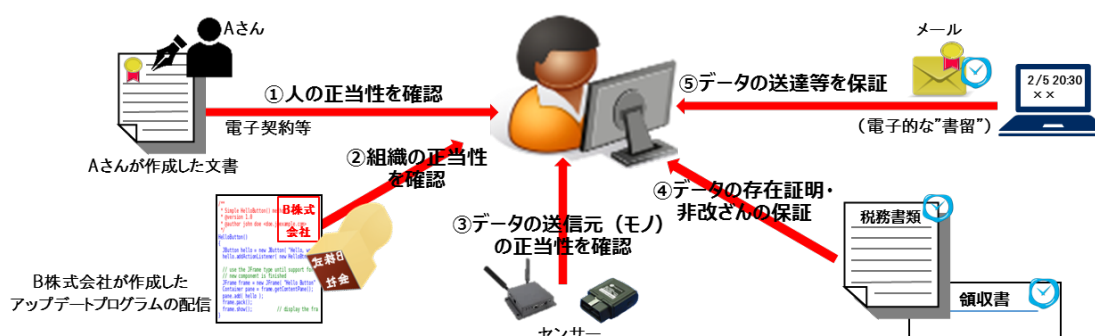 Aさん
①人の正当性を確認
電子契約等
Aさんが作成した文書
②組織の正当性
を確認
B株式
会社
B株式
会社
B株式会社が作成した
アップデートプログラムの配信
③データの送信元（モノ）
の正当性を確認
センサー
④データの存在証明・
非改ざんの保証
税務書類
領収書
メール
⑤データの送達等を保証
（電子的な”書留”）
2/5 20:30
××